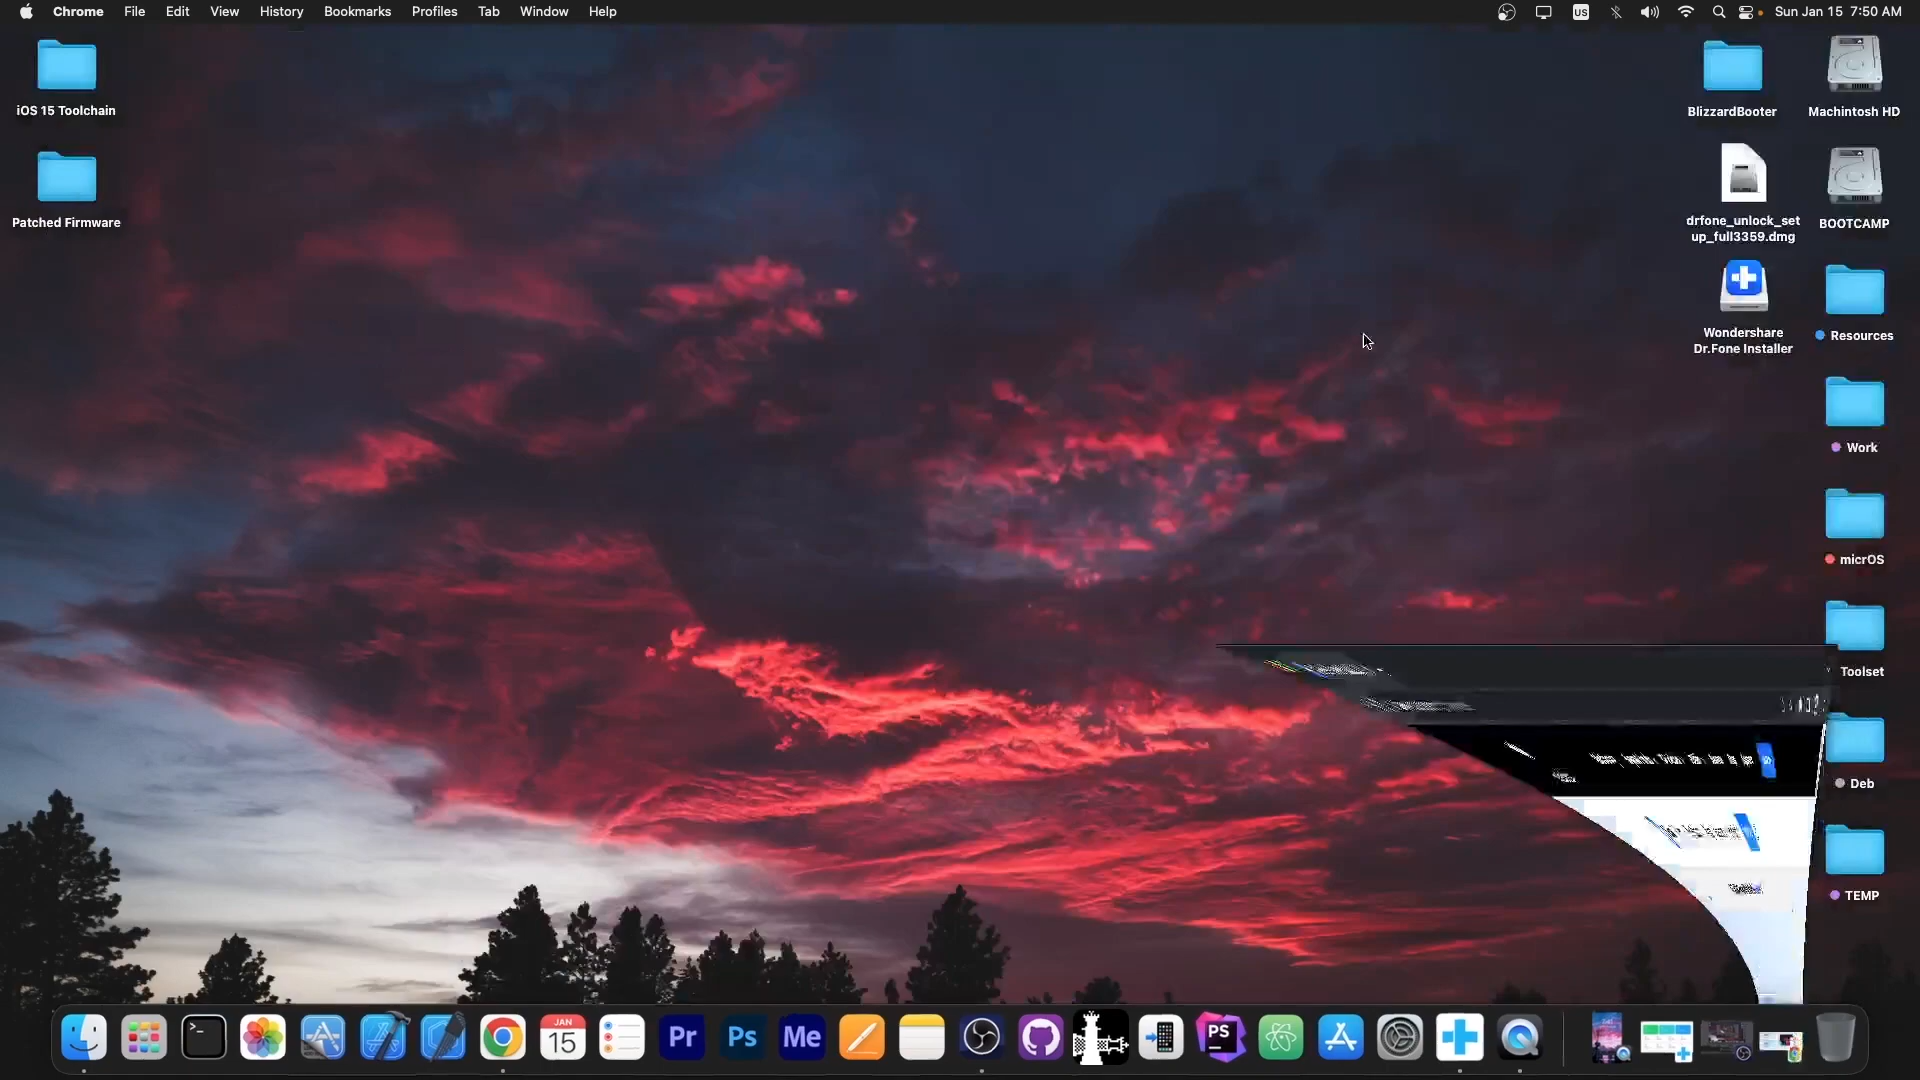 Chrome File Edit View History Bookmarks Profiles Tab Window Help
US Sun Jan 15 7:50 AM
iOS 15 Toolchain
Patched Firmware
BlizzardBooter
Machintosh HD
drfone_unlock_set
up_full3359.dmg
BOOTCAMP
Wondershare
Dr.Fone Installer
Resources
Work
micrOS
Toolset
Deb
TEMP
>_
JAN
15
Pr
Ps
Me
PS